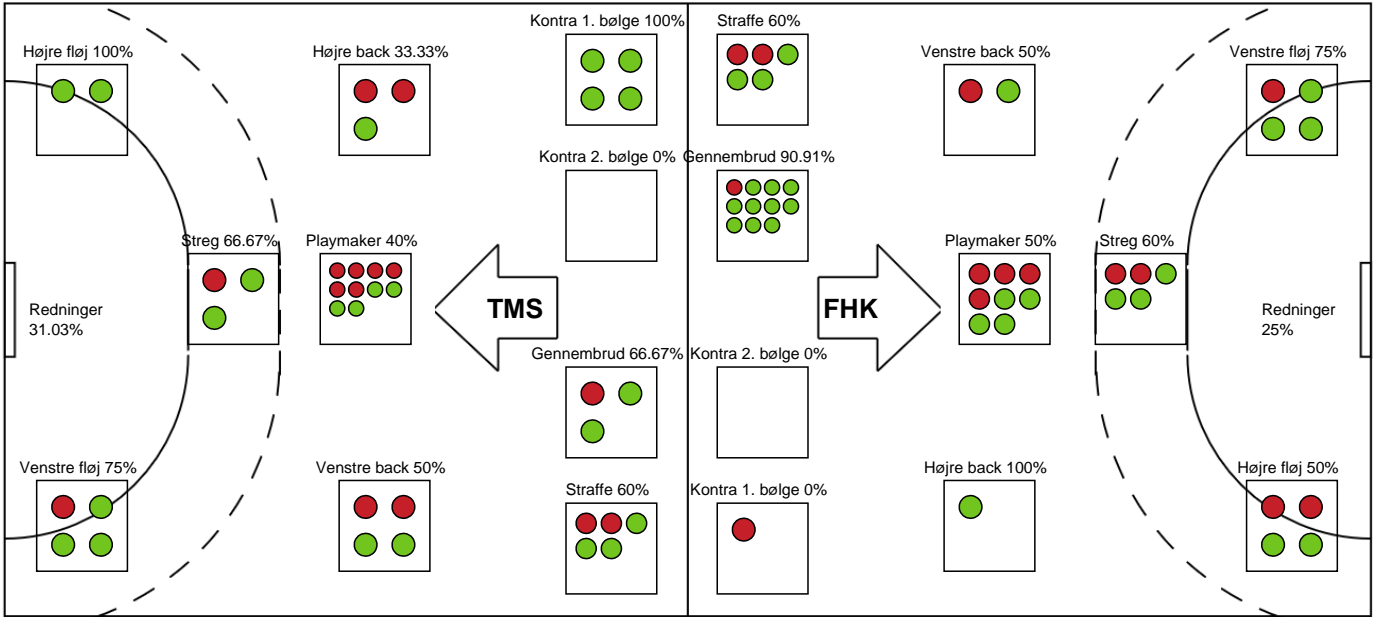 Kontra 1. bølge 100%
Straffe 60%
Højre fløj 100%
Højre back 33.33%
Venstre back 50%
Venstre fløj 75%
Kontra 2. bølge 0%
Gennembrud 90.91%
Streg 66.67%
Playmaker 40%
Playmaker 50%
Streg 60%
Redninger
31.03%
TMS
FHK
Redninger
25%
Gennembrud 66.67%
Kontra 2. bølge 0%
Venstre fløj 75%
Venstre back 50%
Straffe 60%
Kontra 1. bølge 0%
Højre back 100%
Højre fløj 50%